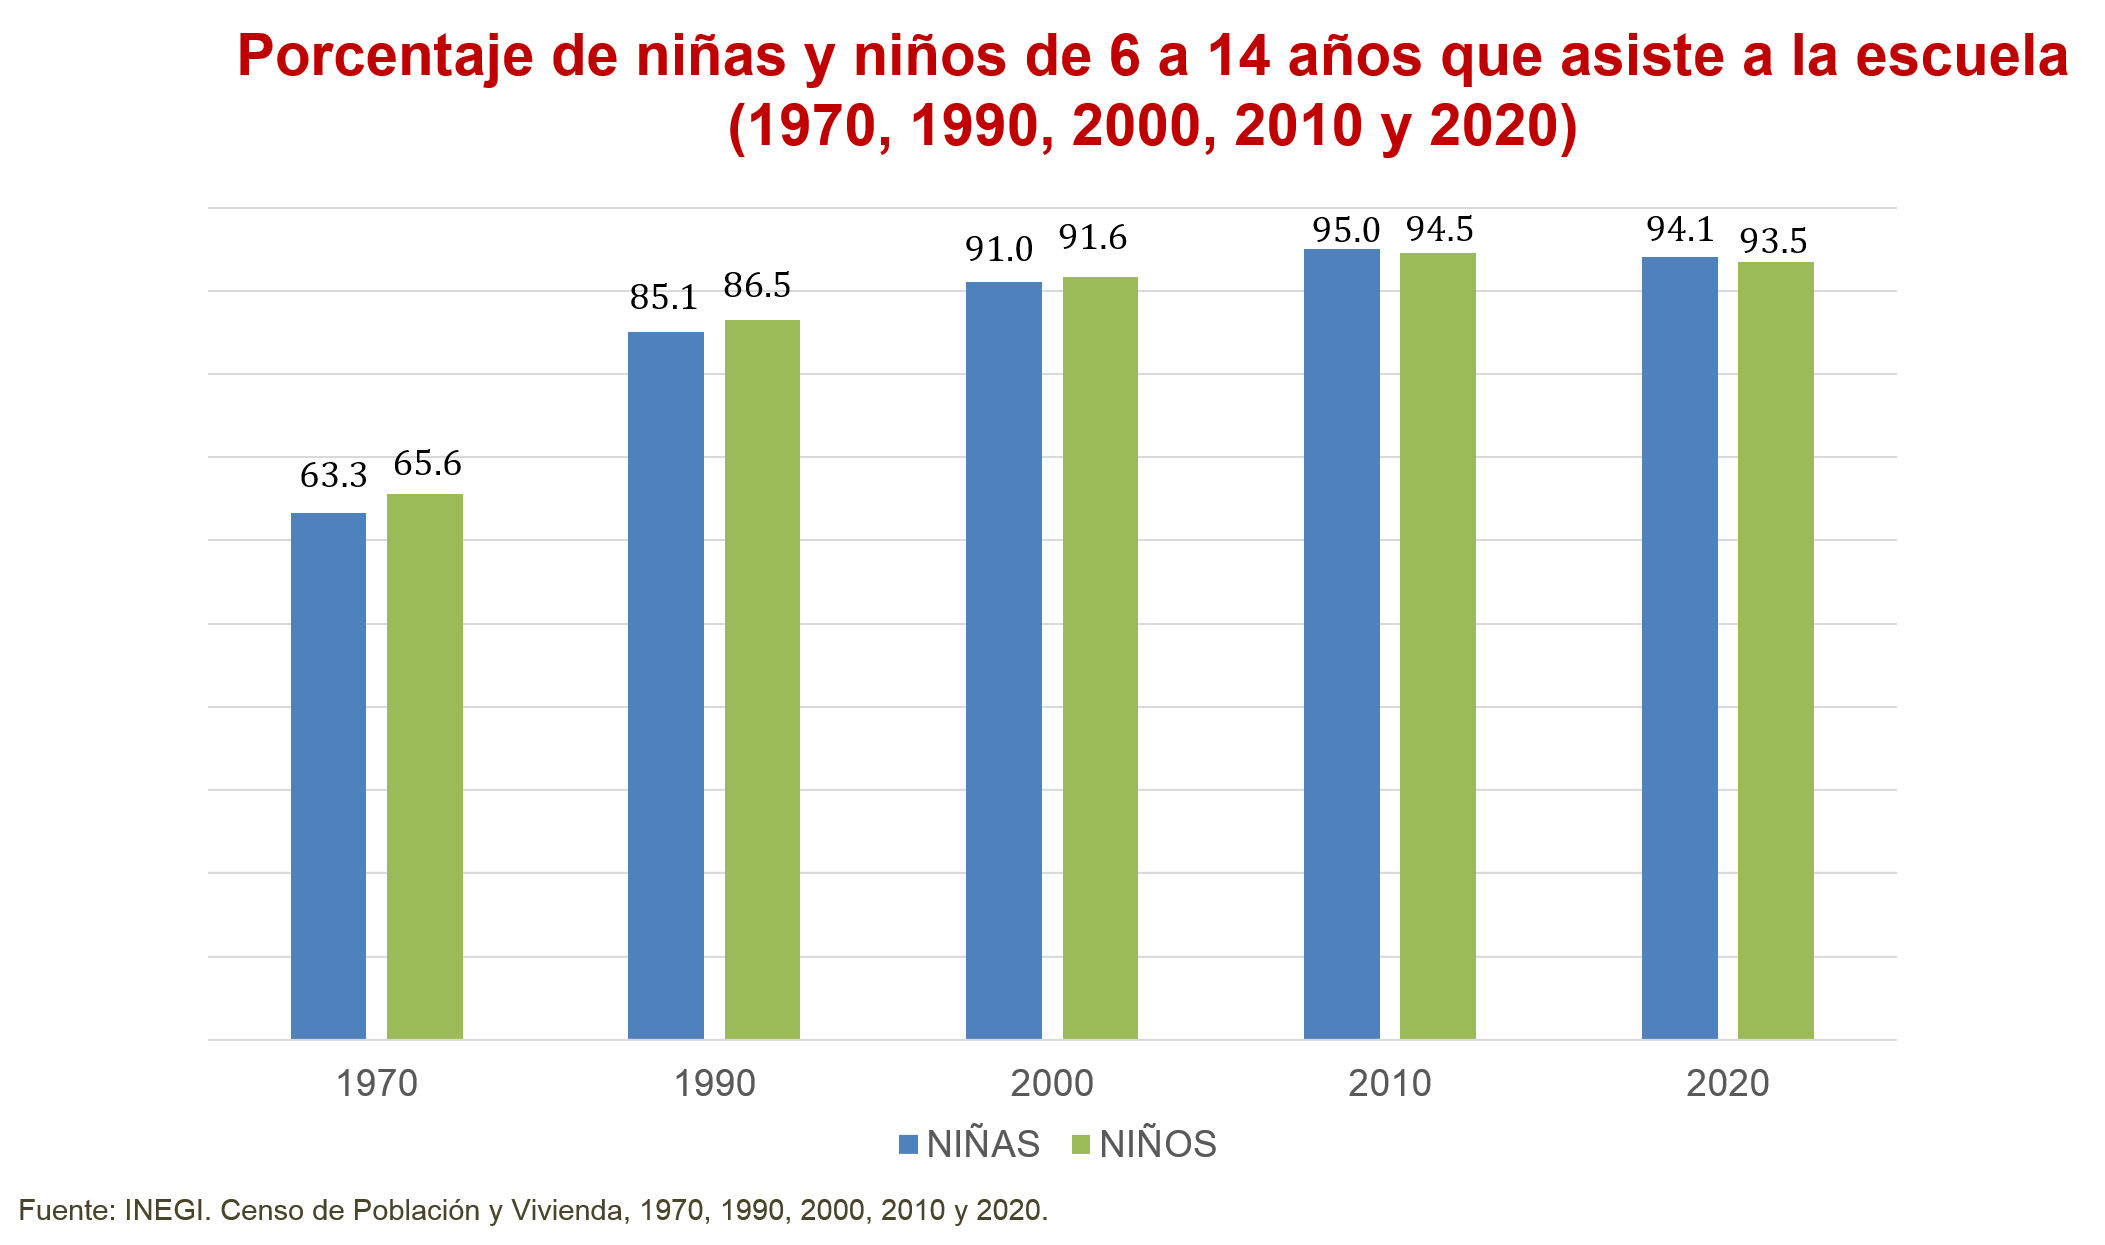 Porcentaje de niñas y niños de 6 a 14 años que asiste a la escuela
(1970, 1990, 2000, 2010 y 2020)
63.3 65.6 85.1 86.5 91.0 91.6 95.0 94.5 94.1 93.5
1970 1990 2000 2010 2020
NIÑAS NIÑOS
Fuente: INEGI. Censo de Población y Vivienda, 1970, 1990, 2000, 2010 y 2020.